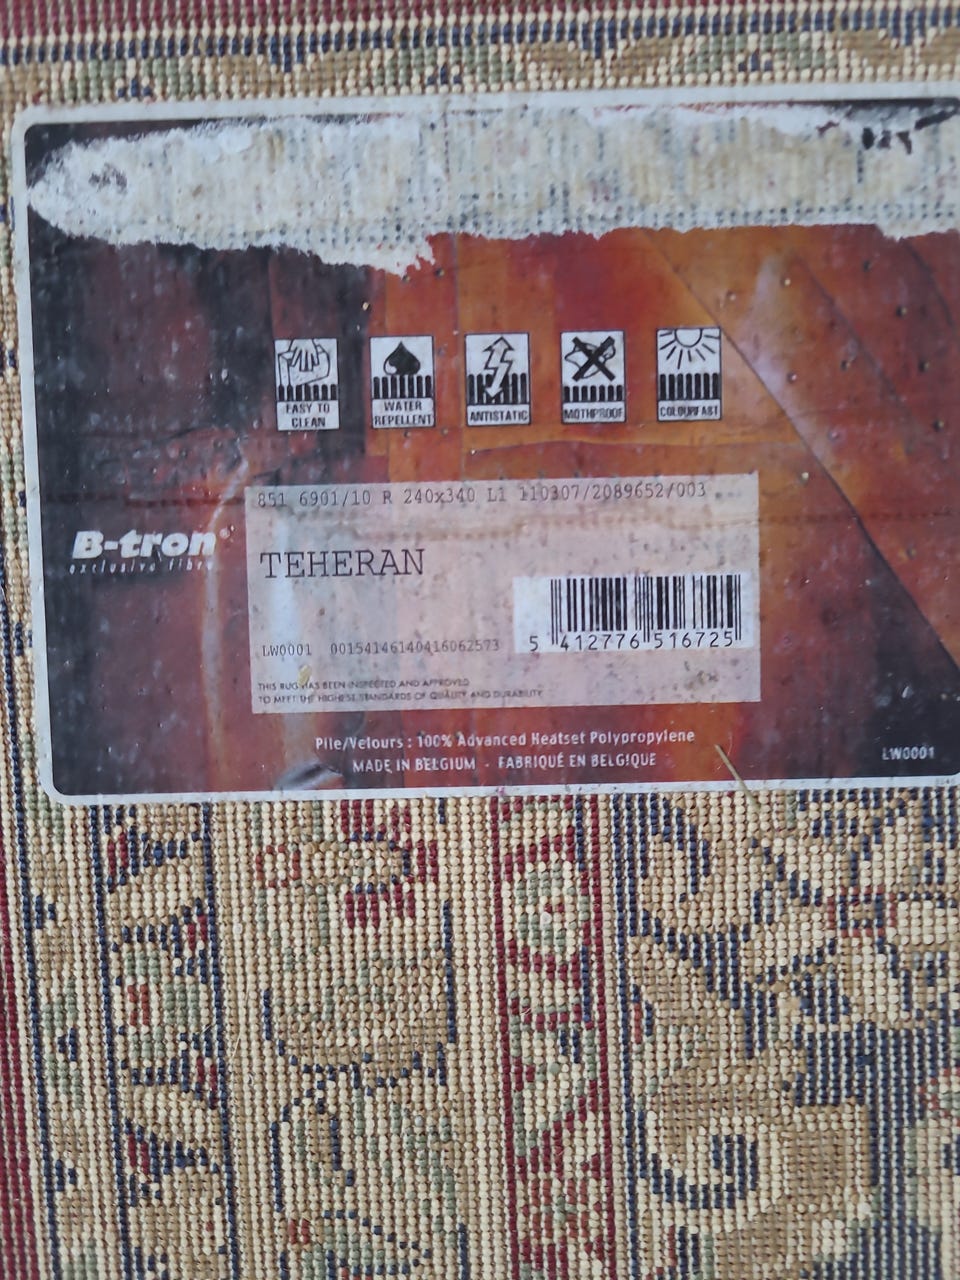 EASY TO
CLEAN
WATER
REPELLENT
ANTISTATIC
MOTHPROOF
COLOURFAST
851 6901/10 R 240x340 L1 110307/2089652/003
B-tron®
exclusive fibre
TEHERAN
5 412776 516725
LW0001 00154146140416062573
THIS RUG HAS BEEN INSPECTED AND APPROVED
TO MEET THE HIGHEST STANDARDS OF QUALITY AND DURABILITY
Pile/Velours : 100% Advanced Heatset Polypropylene
MADE IN BELGIUM - FABRIQUÉ EN BELGIQUE
LW0001